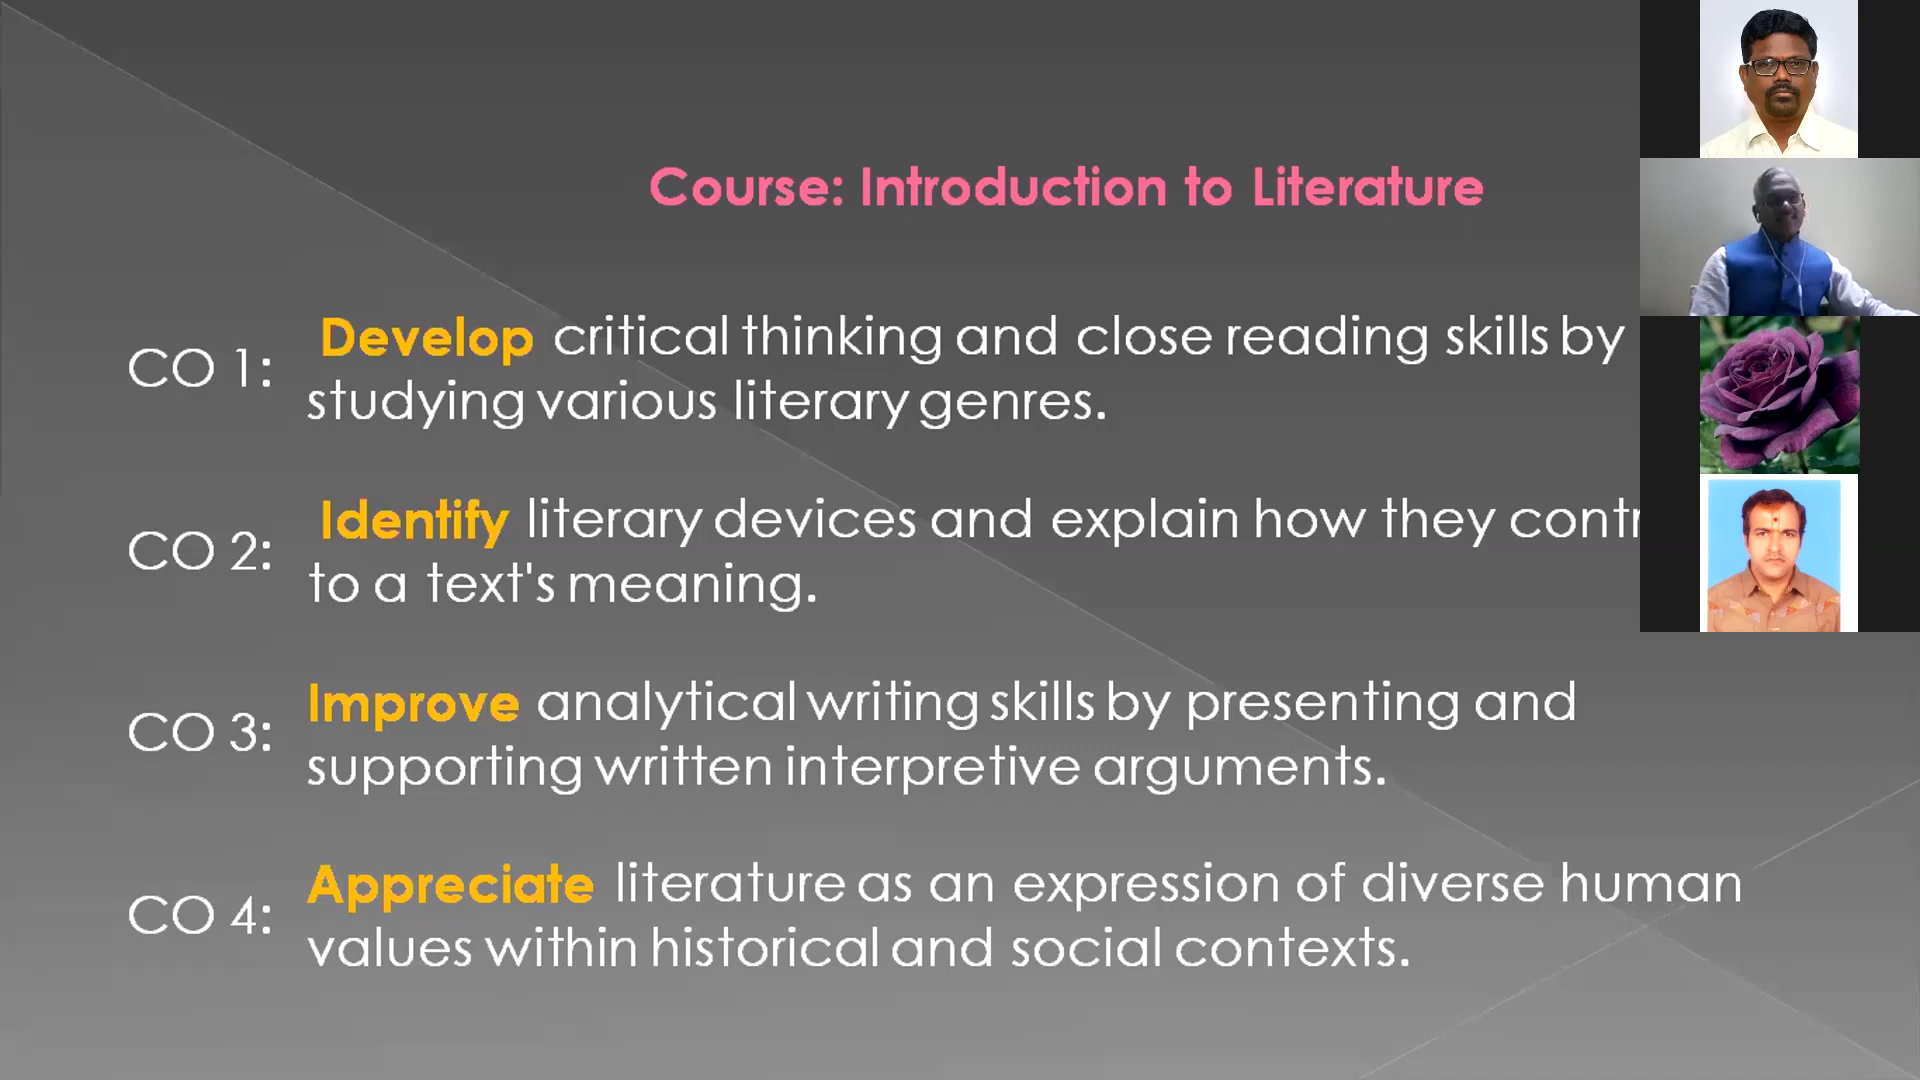 Course: Introduction to Literature
CO 1: Develop critical thinking and close reading skills by
studying various literary genres.
CO 2: Identify literary devices and explain how they
to a text's meaning.
CO 3: Improve analytical writing skills by presenting and
supporting written interpretive arguments.
CO 4: Appreciate literature as an expression of diverse human
values within historical and social contexts.